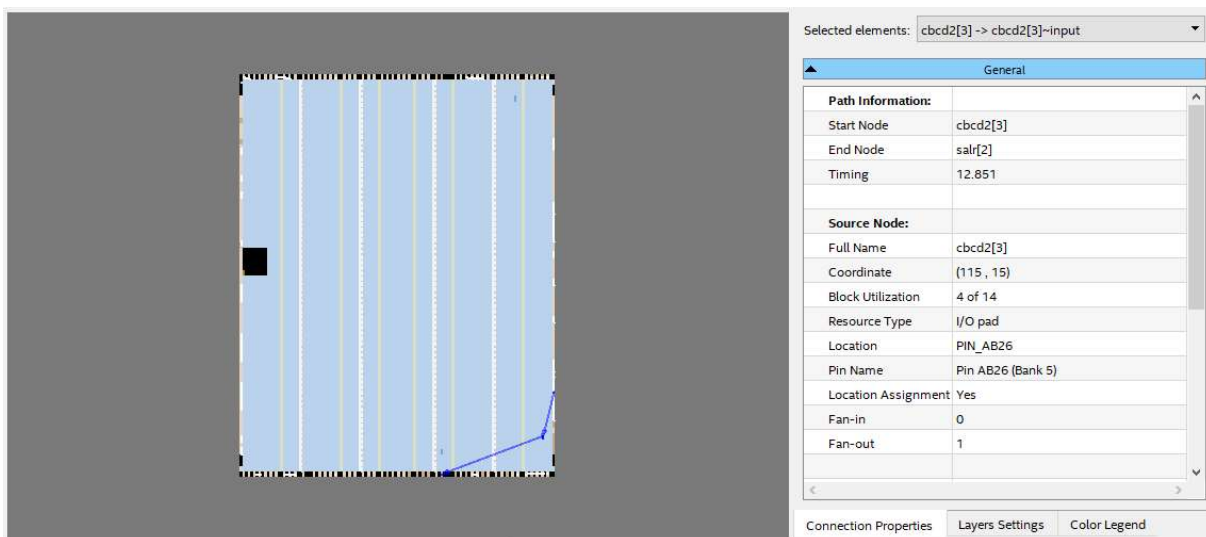 Selected elements: cbcd2[3] -> cbcd2[3]~input
General
Path Information:
Start Node cbcd2[3]
End Node salr[2]
Timing 12.851
Source Node:
Full Name cbcd2[3]
Coordinate (115 , 15)
Block Utilization 4 of 14
Resource Type I/O pad
Location PIN_AB26
Pin Name Pin AB26 (Bank 5)
Location Assignment Yes
Fan-in 0
Fan-out 1
Connection Properties Layers Settings Color Legend